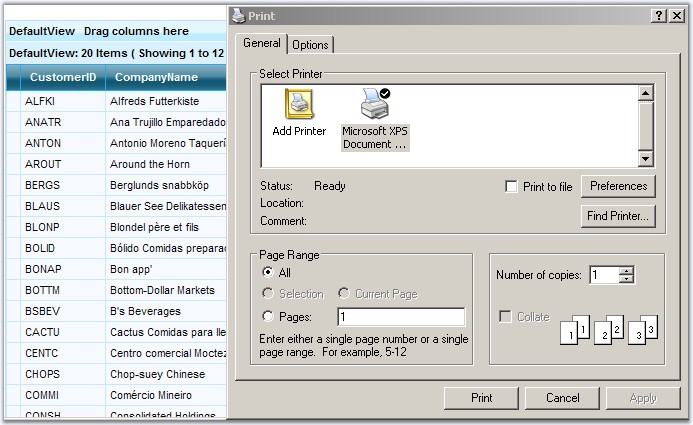 DefaultView Drag columns here
DefaultView: 20 Items ( Showing 1 to 12
CustomerID CompanyName
ALFKI Alfreds Futterkiste
ANATR Ana Trujillo Emparedado
ANTON Antonio Moreno Taquerí
AROUT Around the Horn
BERGS Berglunds snabbköp
BLAUS Blauer See Delikatessen
BLONP Blondel père et fils
BOLID Bólido Comidas prepara
BONAP Bon app'
BOTTM Bottom-Dollar Markets
BSBEV B's Beverages
CACTU Cactus Comidas para lle
CENTC Centro comercial Moctez
CHOPS Chop-suey Chinese
COMMI Comércio Mineiro
CONSH Consolidated Holdings
Print
General Options
Select Printer
Add Printer
Microsoft XPS
Document ...
Status: Ready
Location:
Comment:
Print to file
Preferences
Find Printer...
Page Range
All
Selection Current Page
Pages: 1
Enter either a single page number or a single
page range. For example, 5-12
Number of copies: 1
Collate
1 1 2 2 3 3
Print Cancel Apply